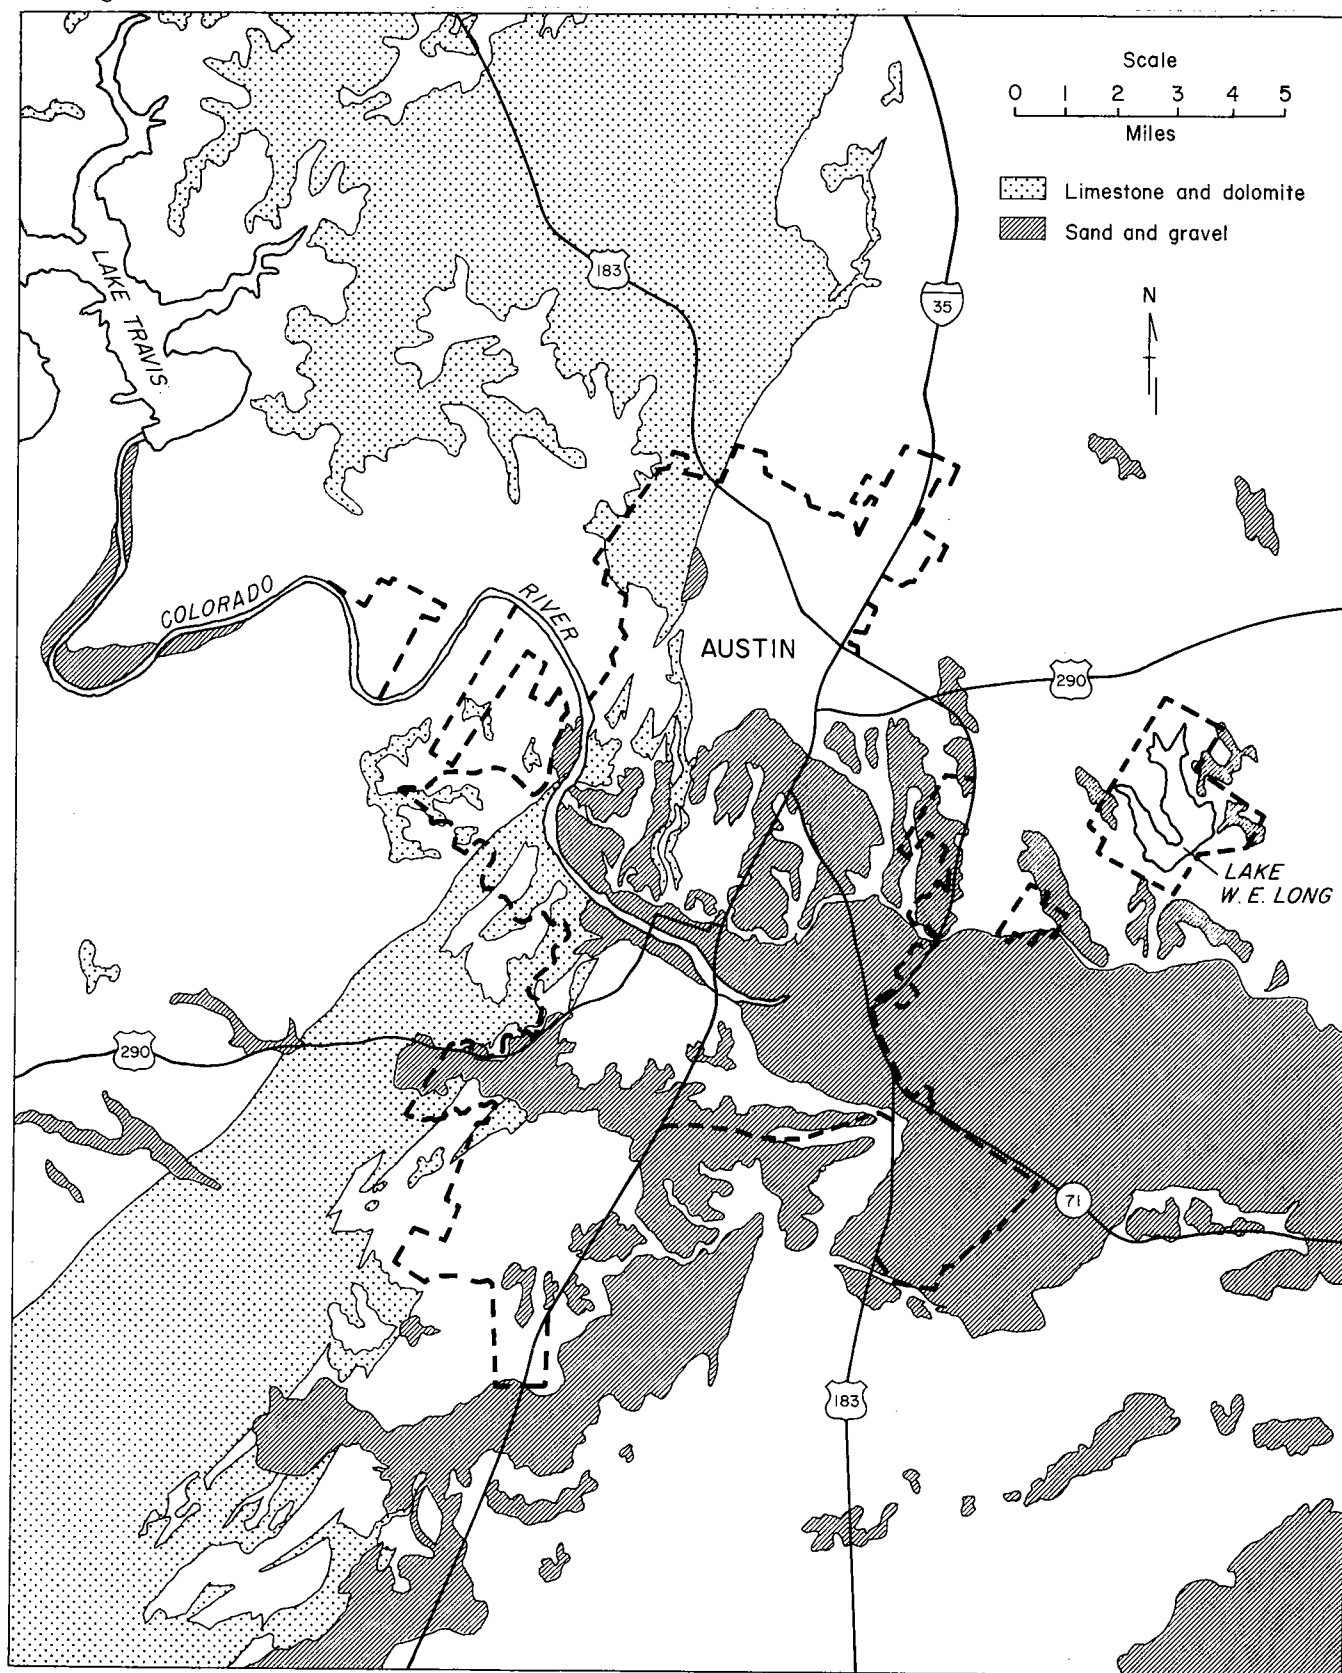 Scale
0 1 2 3 4 5
Miles
Limestone and dolomite
Sand and gravel
N
183
35
LAKE TRAVIS
COLORADO RIVER
AUSTIN
290
LAKE
W. E. LONG
290
71
183